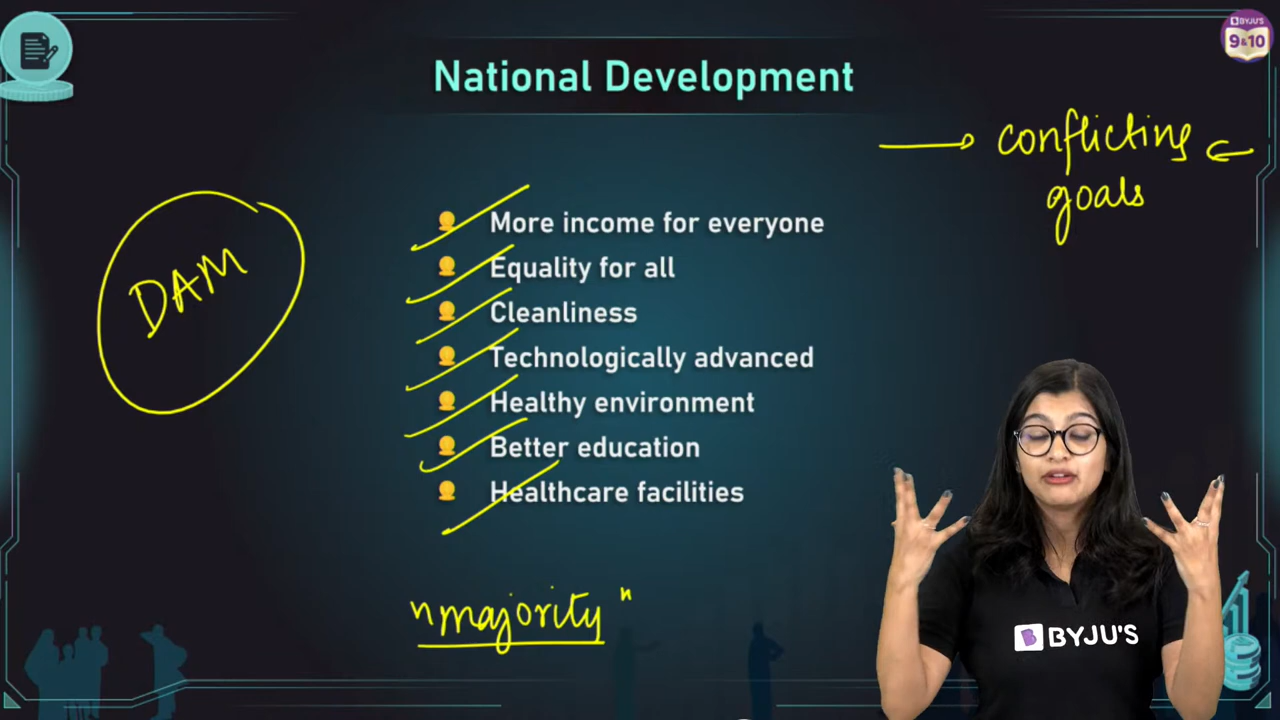 BYJU'S
9&10
National Development
conflicting
goals
DAM
More income for everyone
Equality for all
Cleanliness
Technologically advanced
Healthy environment
Better education
Healthcare facilities
"majority"
BYJU'S